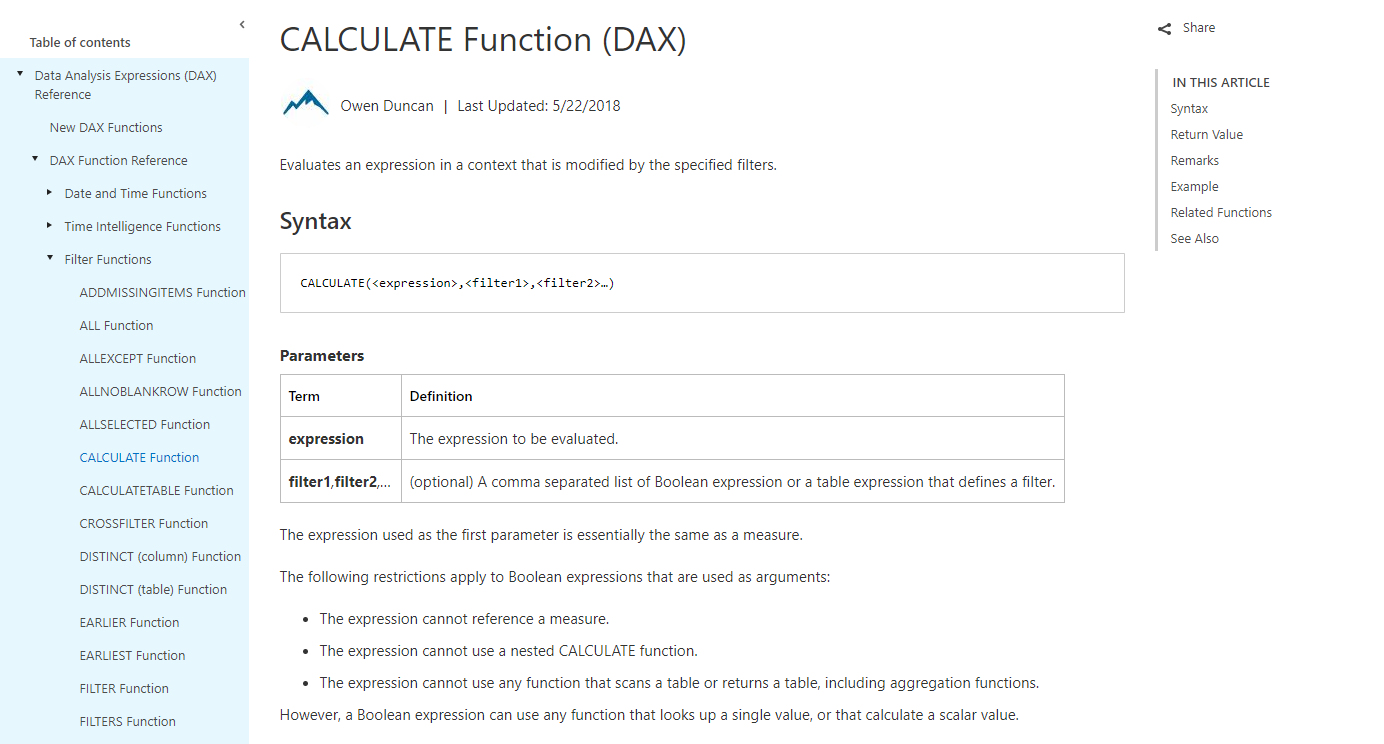 Table of contents
Data Analysis Expressions (DAX)
Reference
New DAX Functions
DAX Function Reference
Date and Time Functions
Time Intelligence Functions
Filter Functions
ADDMISSINGITEMS Function
ALL Function
ALLEXCEPT Function
ALLNOBLANKROW Function
ALLSELECTED Function
CALCULATE Function
CALCULATETABLE Function
CROSSFILTER Function
DISTINCT (column) Function
DISTINCT (table) Function
EARLIER Function
EARLIEST Function
FILTER Function
FILTERS Function
CALCULATE Function (DAX)
Owen Duncan | Last Updated: 5/22/2018
Evaluates an expression in a context that is modified by the specified filters.
Syntax
CALCULATE(<expression>,<filter1>,<filter2>…)
Parameters
Term Definition
expression The expression to be evaluated.
filter1,filter2,… (optional) A comma separated list of Boolean expression or a table expression that defines a filter.
The expression used as the first parameter is essentially the same as a measure.
The following restrictions apply to Boolean expressions that are used as arguments:
• The expression cannot reference a measure.
• The expression cannot use a nested CALCULATE function.
• The expression cannot use any function that scans a table or returns a table, including aggregation functions.
However, a Boolean expression can use any function that looks up a single value, or that calculate a scalar value.
Share
IN THIS ARTICLE
Syntax
Return Value
Remarks
Example
Related Functions
See Also